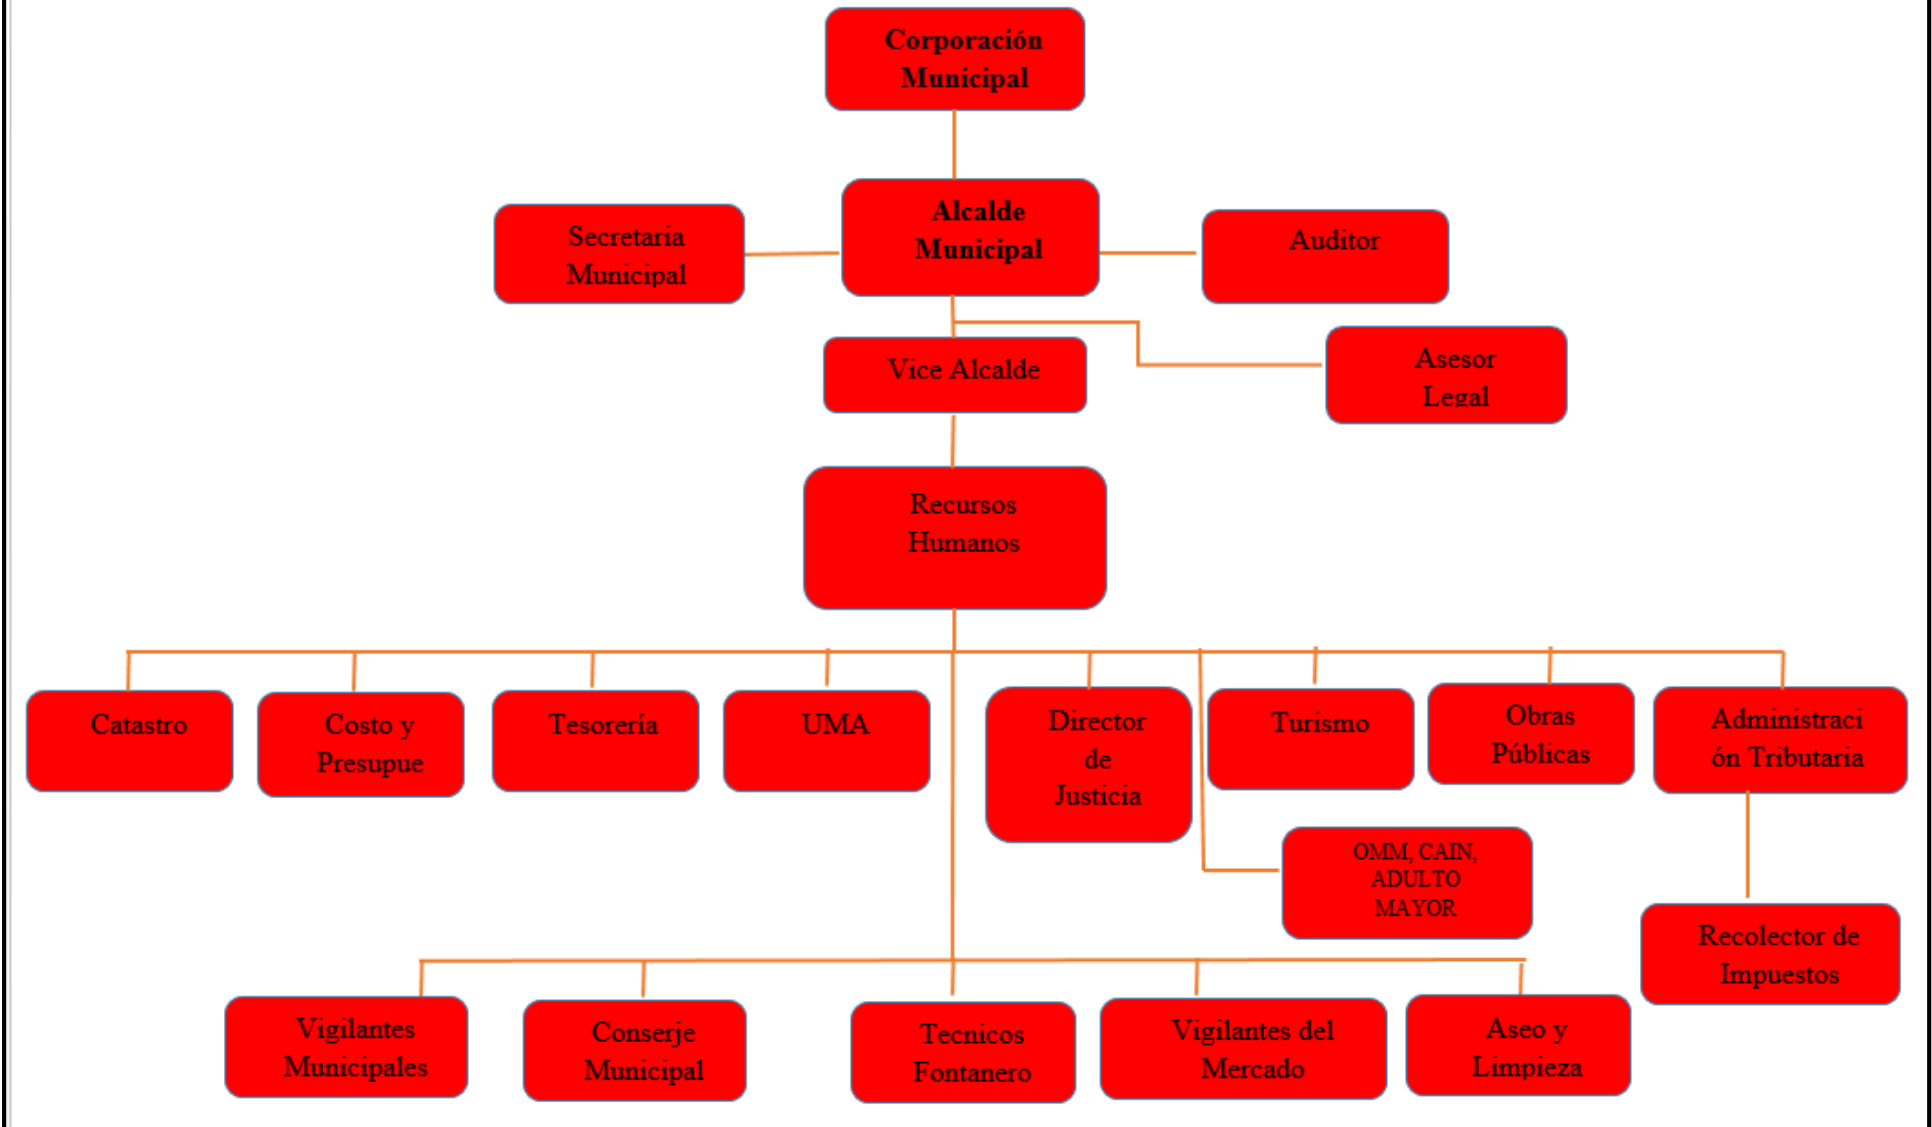 Corporación
Municipal
Alcalde
Municipal
Secretaria
Municipal
Auditor
Vice Alcalde
Asesor
Legal
Recursos
Humanos
Catastro
Costo y
Presupue
Tesorería
UMA
Director
de
Justicia
Turismo
Obras
Públicas
Administraci
ón Tributaria
OMM, CAIN,
ADULTO
MAYOR
Recolector de
Impuestos
Vigilantes
Municipales
Conserje
Municipal
Tecnicos
Fontanero
Vigilantes del
Mercado
Aseo y
Limpieza